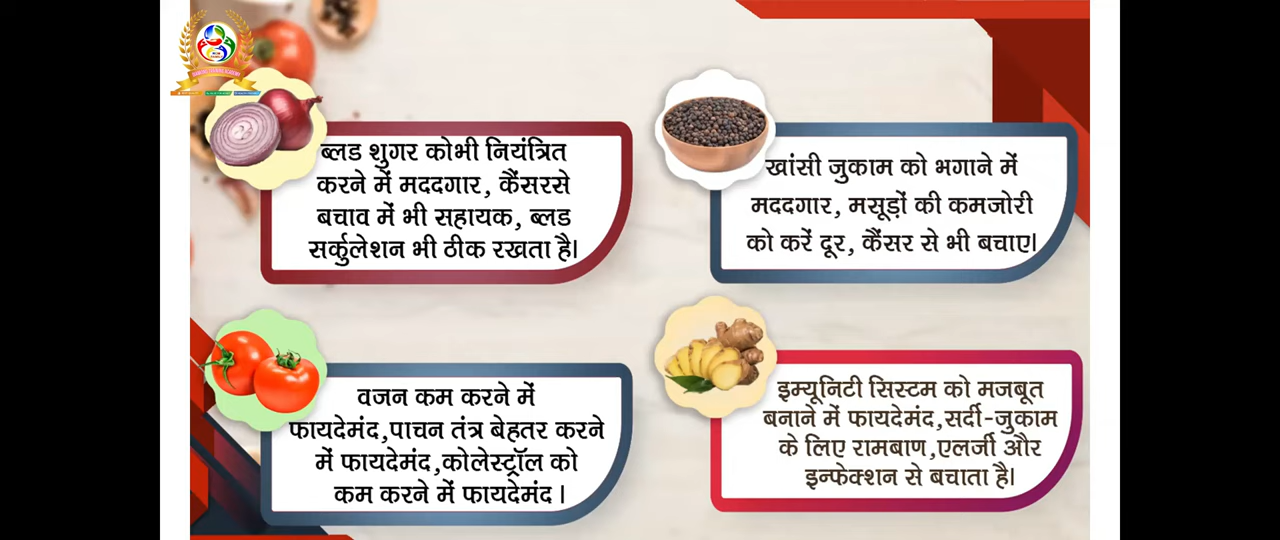 ब्लड शुगर कोभी नियंत्रित
करने में मददगार, कैंसरसे
बचाव में भी सहायक, ब्लड
सर्कुलेशन भी ठीक रखता है।
खांसी जुकाम को भगाने में
मददगार, मसूड़ों की कमजोरी
को करें दूर, कैंसर से भी बचाए।
वजन कम करने में
फायदेमंद,पाचन तंत्र बेहतर करने
में फायदेमंद,कोलेस्ट्रॉल को
कम करने में फायदेमंद।
इम्यूनिटी सिस्टम को मजबूत
बनाने में फायदेमंद,सर्दी-जुकाम
के लिए रामबाण,एलर्जी और
इन्फेक्शन से बचाता है।